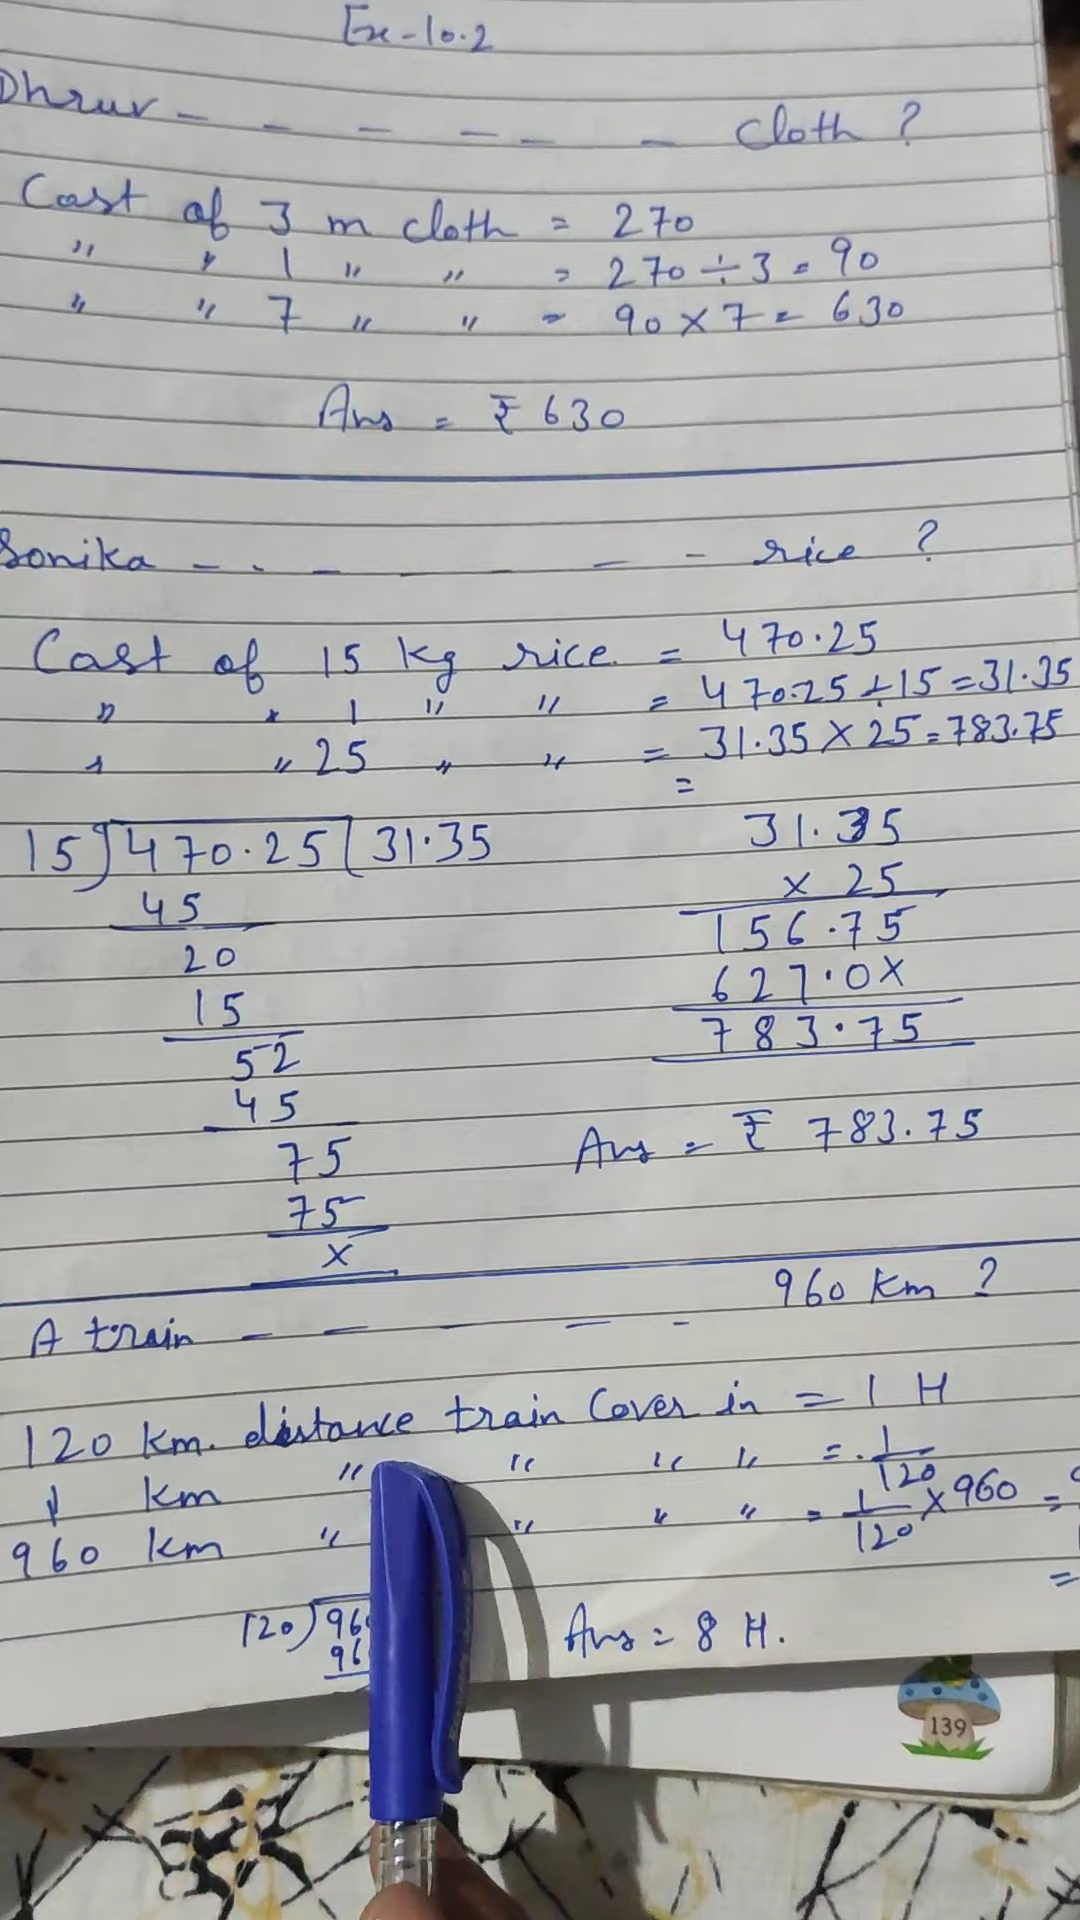 Ex-10.2
Dhruv - - - - - - cloth ?
Cost of 3 m cloth = 270
" " 1 " " = 270 ÷ 3 = 90
" " 7 " " = 90 × 7 = 630
Ans = ₹ 630
Sonika - - - - - - rice ?
Cost of 15 kg rice = 470.25
" " 1 " " = 470.25 ÷ 15 = 31.35
" " 25 " " = 31.35 × 25 = 783.75
=
15)470.25(31.35
45
20
15
52
45
75
75
×
31.35
× 25
156.75
627.0×
783.75
Ans = ₹ 783.75
A train - - - - - 960 km ?
120 km. distance train cover in = 1 H
1 km " " " " = 1/120
960 km " " " " = 1/120 × 960 =
=
120)96
96
Ans = 8 H.
139